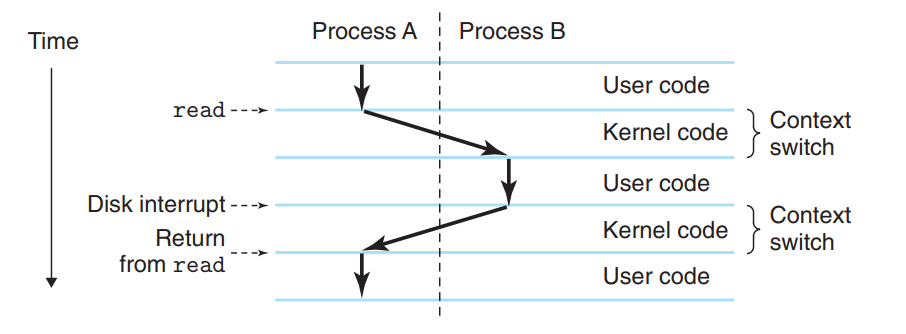 Process A
Process B
Time
User code
read
Kernel code
Context
switch
User code
Disk interrupt
Kernel code
Context
switch
Return
from read
User code